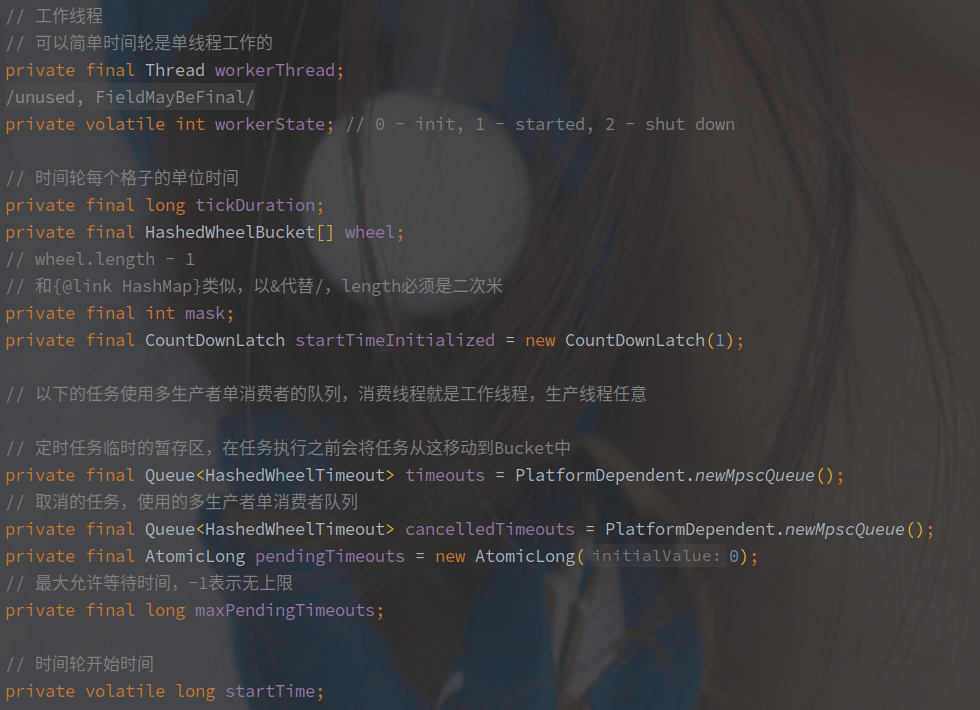 // 工作线程
// 可以简单时间轮是单线程工作的
private final Thread workerThread;
/unused, FieldMayBeFinal/
private volatile int workerState; // 0 - init, 1 - started, 2 - shut down
// 时间轮每个格子的单位时间
private final long tickDuration;
private final HashedWheelBucket[] wheel;
// wheel.length - 1
// 和{@link HashMap}类似，以&代替/，length必须是二次米
private final int mask;
private final CountDownLatch startTimeInitialized = new CountDownLatch(1);
// 以下的任务使用多生产者单消费者的队列，消费线程就是工作线程，生产线程任意
// 定时任务临时的暂存区，在任务执行之前会将任务从这移动到Bucket中
private final Queue<HashedWheelTimeout> timeouts = PlatformDependent.newMpscQueue();
// 取消的任务，使用的多生产者单消费者队列
private final Queue<HashedWheelTimeout> cancelledTimeouts = PlatformDependent.newMpscQueue();
private final AtomicLong pendingTimeouts = new AtomicLong( initialValue: 0);
// 最大允许等待时间，-1表示无上限
private final long maxPendingTimeouts;
// 时间轮开始时间
private volatile long startTime;